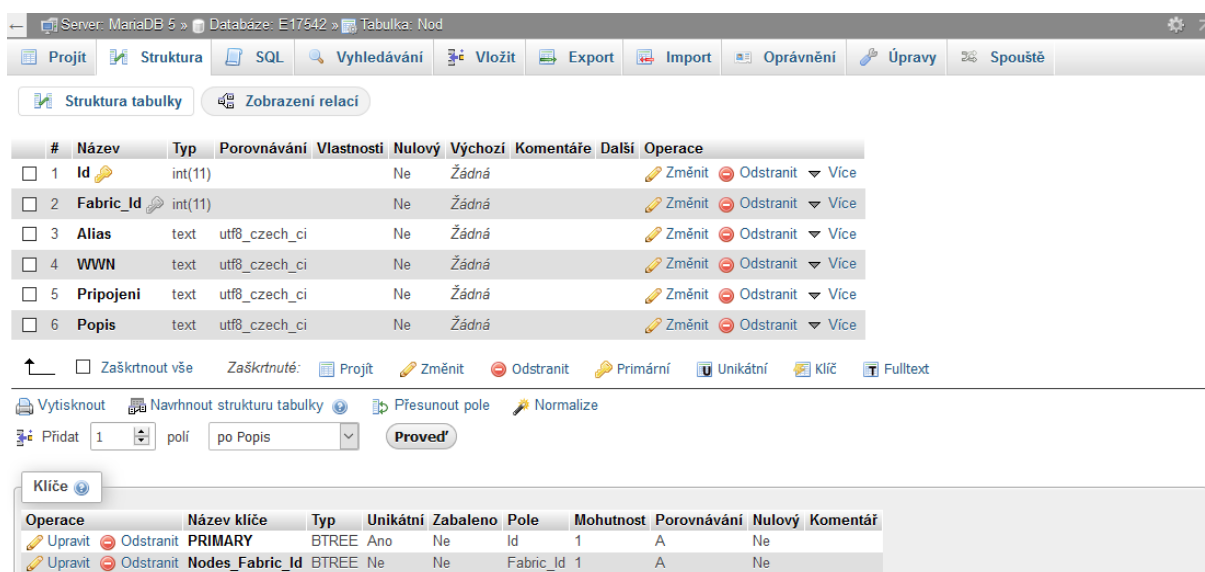 ← Server: MariaDB 5 » Databáze: E17542 » Tabulka: Nod
Projít Struktura SQL Vyhledávání Vložit Export Import Oprávnění Úpravy Spouště
Struktura tabulky Zobrazení relací
# Název Typ Porovnávání Vlastnosti Nulový Výchozí Komentáře Další Operace
1 Id int(11) Ne Žádná Změnit Odstranit Více
2 Fabric_Id int(11) Ne Žádná Změnit Odstranit Více
3 Alias text utf8_czech_ci Ne Žádná Změnit Odstranit Více
4 WWN text utf8_czech_ci Ne Žádná Změnit Odstranit Více
5 Pripojeni text utf8_czech_ci Ne Žádná Změnit Odstranit Více
6 Popis text utf8_czech_ci Ne Žádná Změnit Odstranit Více
Zaškrtnout vše Zaškrtnuté: Projít Změnit Odstranit Primární U Unikátní Klíč T Fulltext
Vytisknout Navrhnout strukturu tabulky Přesunout pole Normalize
Přidat 1 polí po Popis Proveď
Klíče
Operace Název klíče Typ Unikátní Zabaleno Pole Mohutnost Porovnávání Nulový Komentář
Upravit Odstranit PRIMARY BTREE Ano Ne Id 1 A Ne
Upravit Odstranit Nodes_Fabric_Id BTREE Ne Ne Fabric_Id 1 A Ne